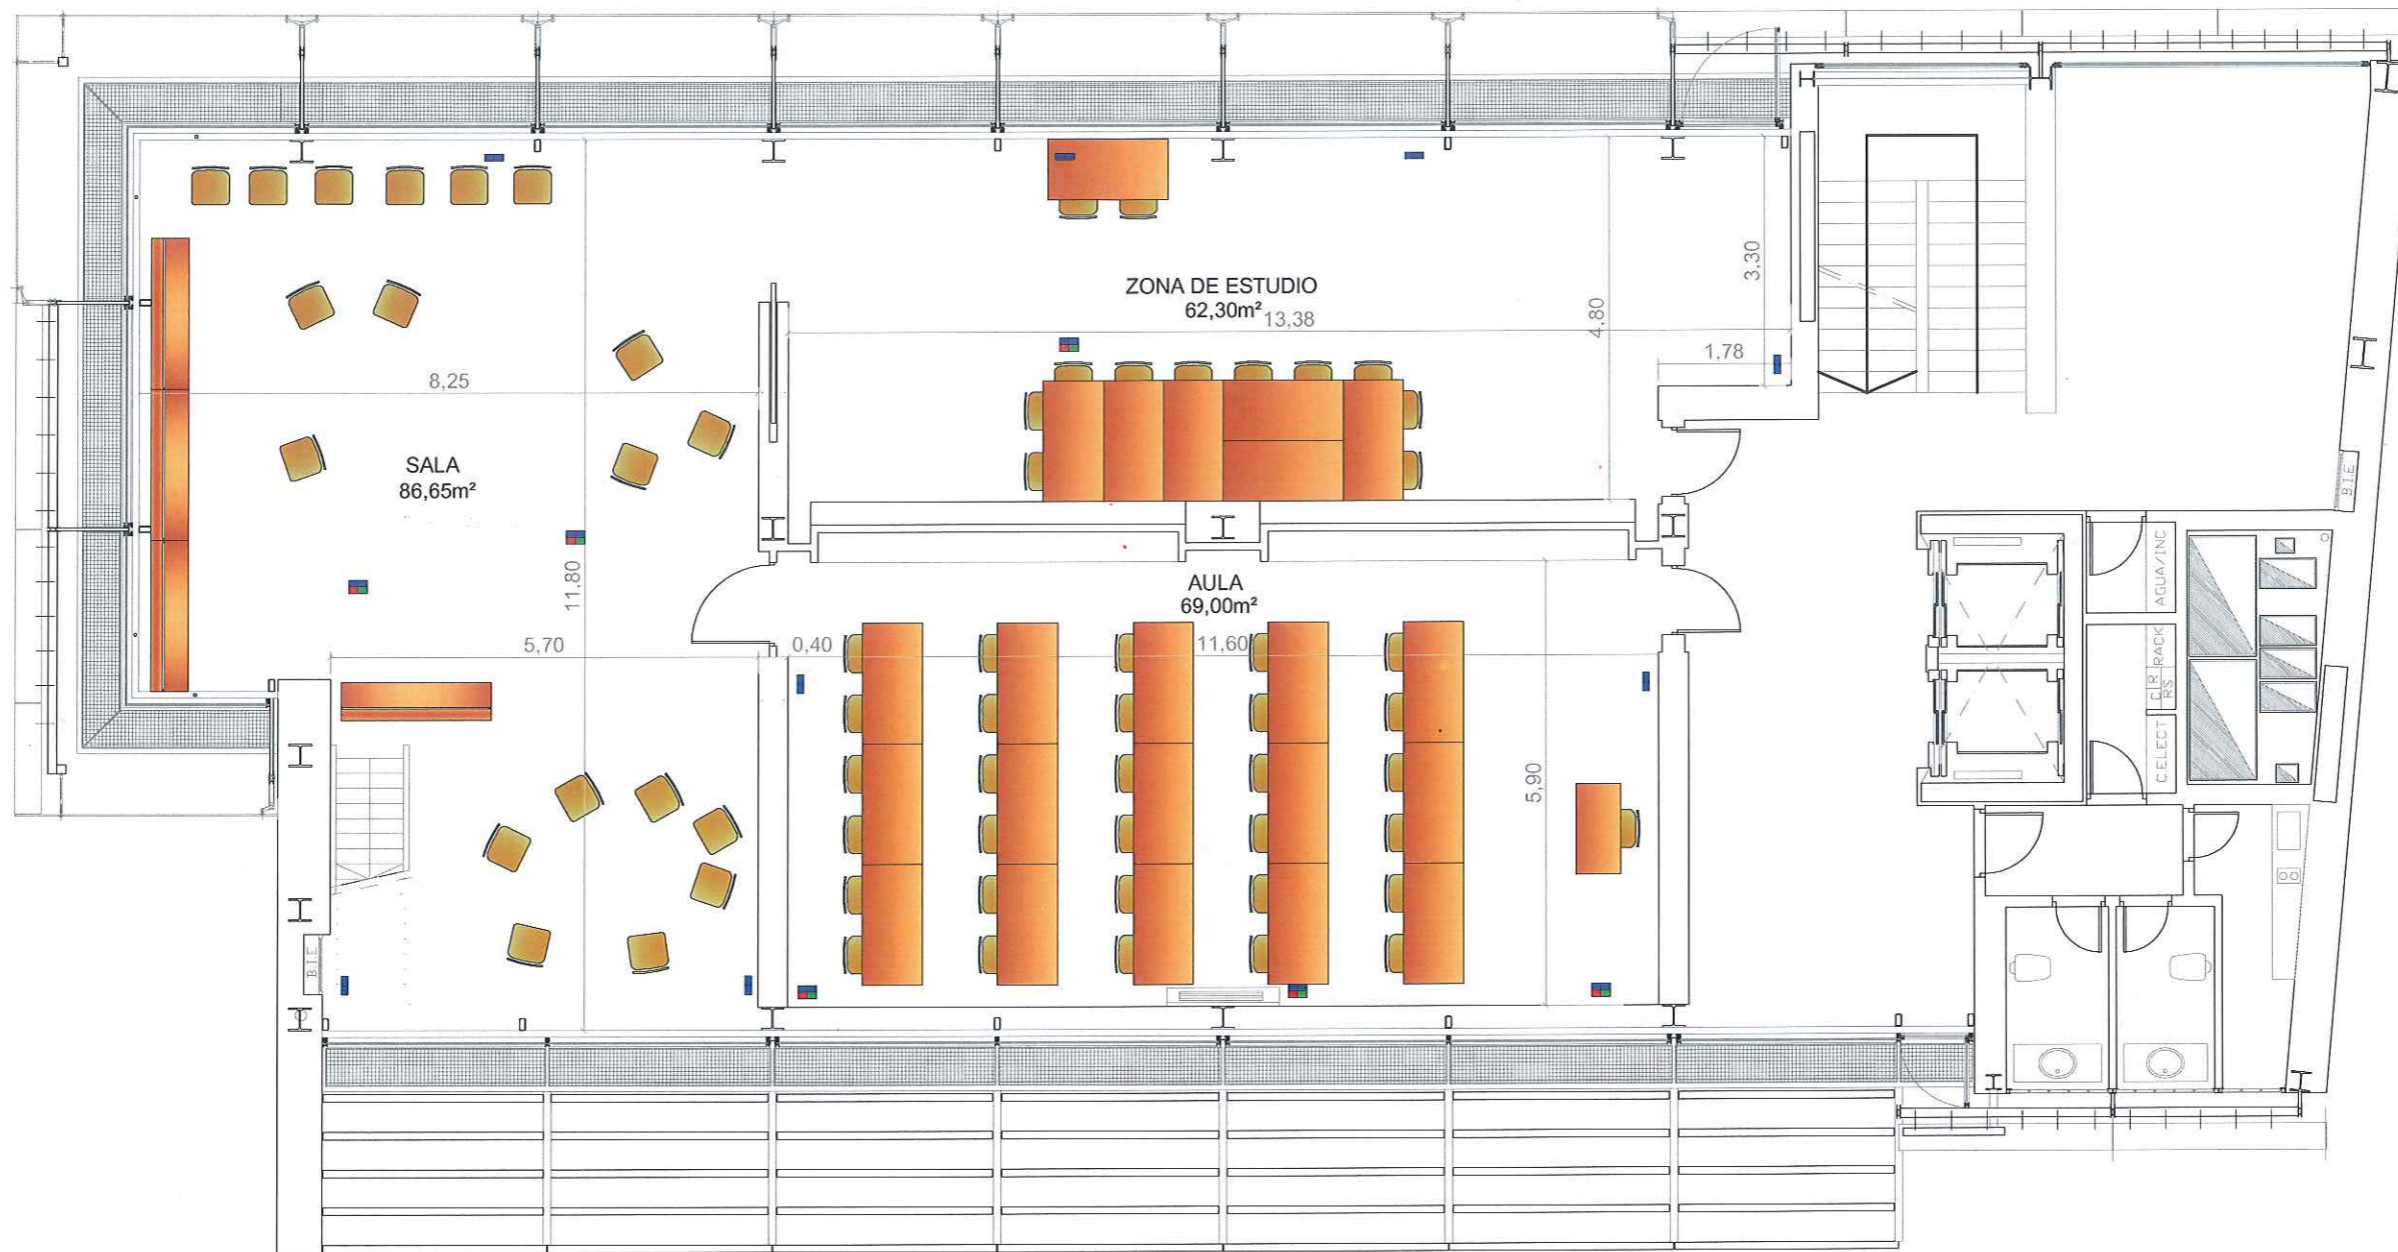 ZONA DE ESTUDIO
62,30m²
13,38
3,30
4,80
1,78
8,25
SALA
86,65m²
11,80
B.I.E
AULA
69,00m²
AGUA/INC
5,70
0,40
11,60
RACK
C.ELECT
5,90
B.I.E